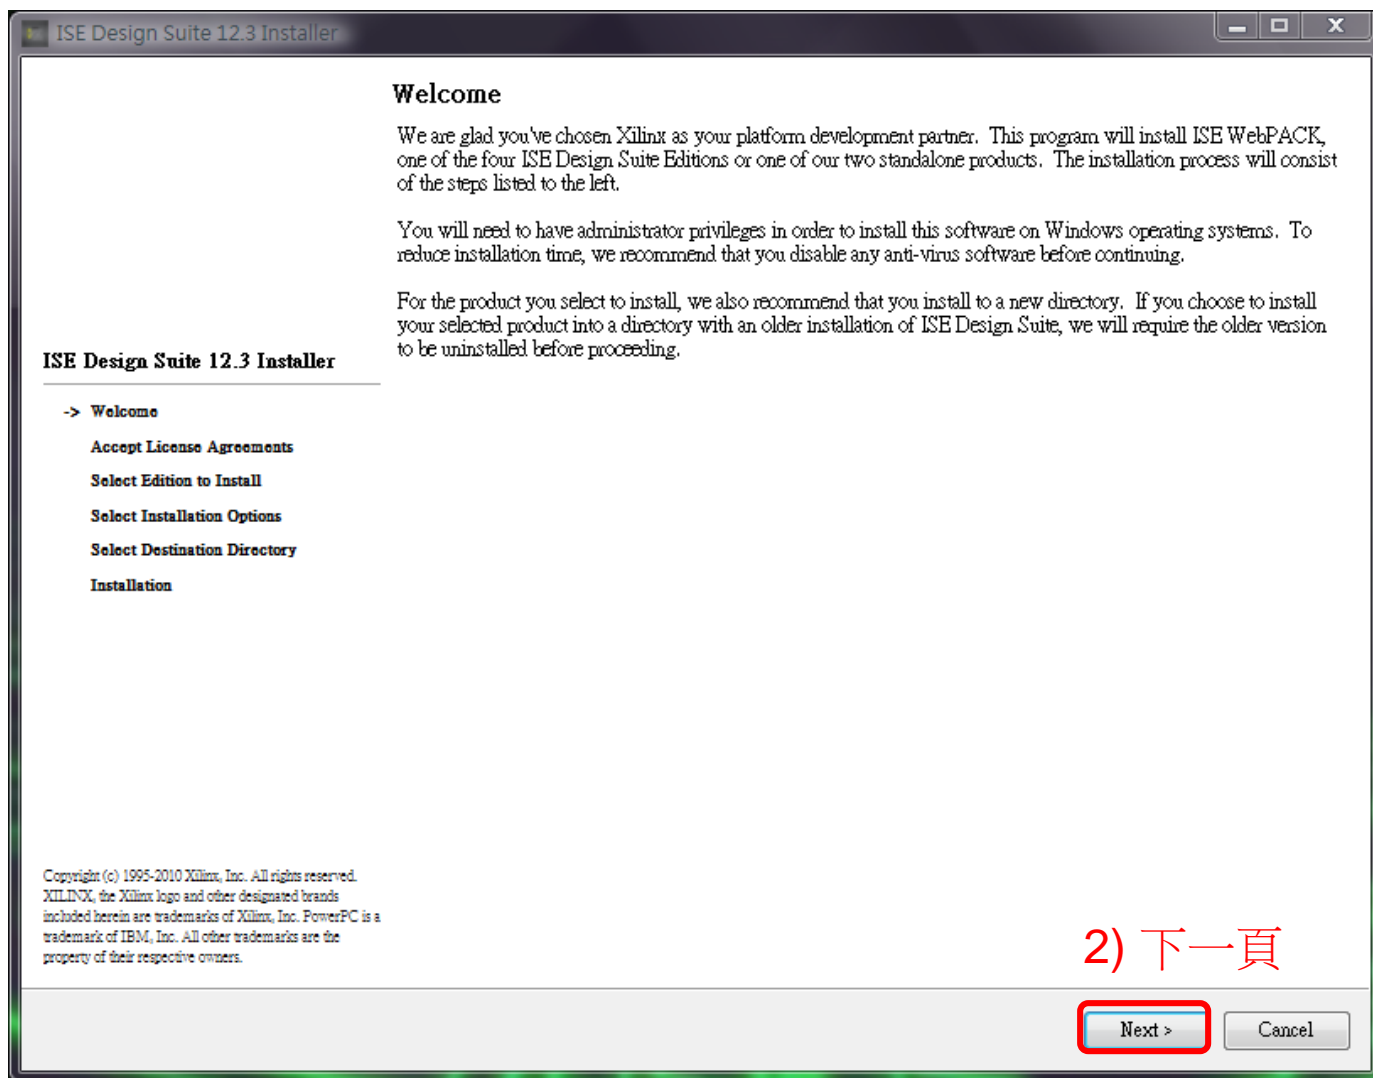 ISE Design Suite 12.3 Installer
Welcome
We are glad you've chosen Xilinx as your platform development partner.  This program will install ISE WebPACK,
one of the four ISE Design Suite Editions or one of our two standalone products.  The installation process will consist
of the steps listed to the left.
You will need to have administrator privileges in order to install this software on Windows operating systems.  To
reduce installation time, we recommend that you disable any anti-virus software before continuing.
For the product you select to install, we also recommend that you install to a new directory.  If you choose to install
your selected product into a directory with an older installation of ISE Design Suite, we will require the older version
to be uninstalled before proceeding.
ISE Design Suite 12.3 Installer
-> Welcome
Accept License Agreements
Select Edition to Install
Select Installation Options
Select Destination Directory
Installation
Copyright (c) 1995-2010 Xilinx, Inc. All rights reserved.
XILINX, the Xilinx logo and other designated brands
included herein are trademarks of Xilinx, Inc. PowerPC is a
trademark of IBM, Inc. All other trademarks are the
property of their respective owners.
2) 下一頁
Next >
Cancel